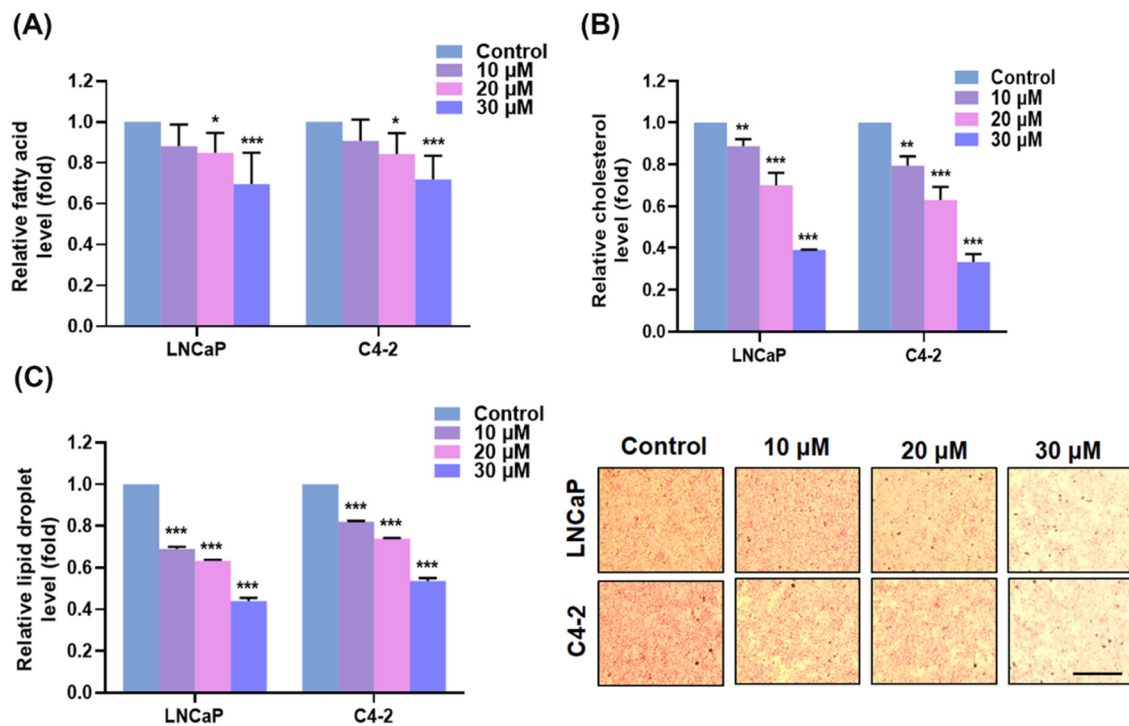 (A)
Control
10 µM
20 µM
30 µM
Relative fatty acid
level (fold)
1.2
1.0
0.8
0.6
0.4
0.2
0.0
*
***
*
***
LNCaP
C4-2
(B)
Control
10 µM
20 µM
30 µM
Relative cholesterol
level (fold)
1.2
1.0
0.8
0.6
0.4
0.2
0.0
**
***
***
**
***
***
LNCaP
C4-2
(C)
Control
10 µM
20 µM
30 µM
Relative lipid droplet
level (fold)
1.2
1.0
0.8
0.6
0.4
0.2
0.0
***
***
***
***
***
***
LNCaP
C4-2
Control
10 µM
20 µM
30 µM
LNCaP
C4-2